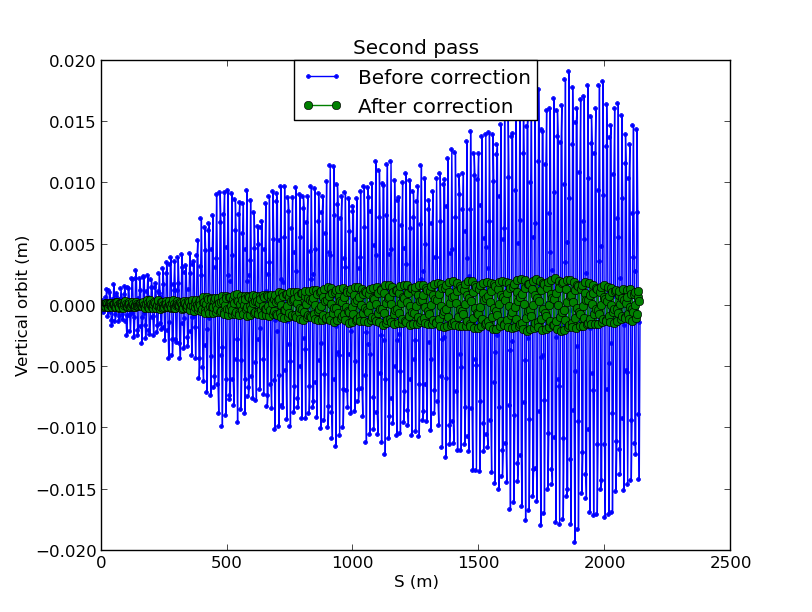 Second pass
Before correction
After correction
0.020
0.015
0.010
0.005
0.000
−0.005
−0.010
−0.015
−0.020
Vertical orbit (m)
0 500 1000 1500 2000 2500
S (m)